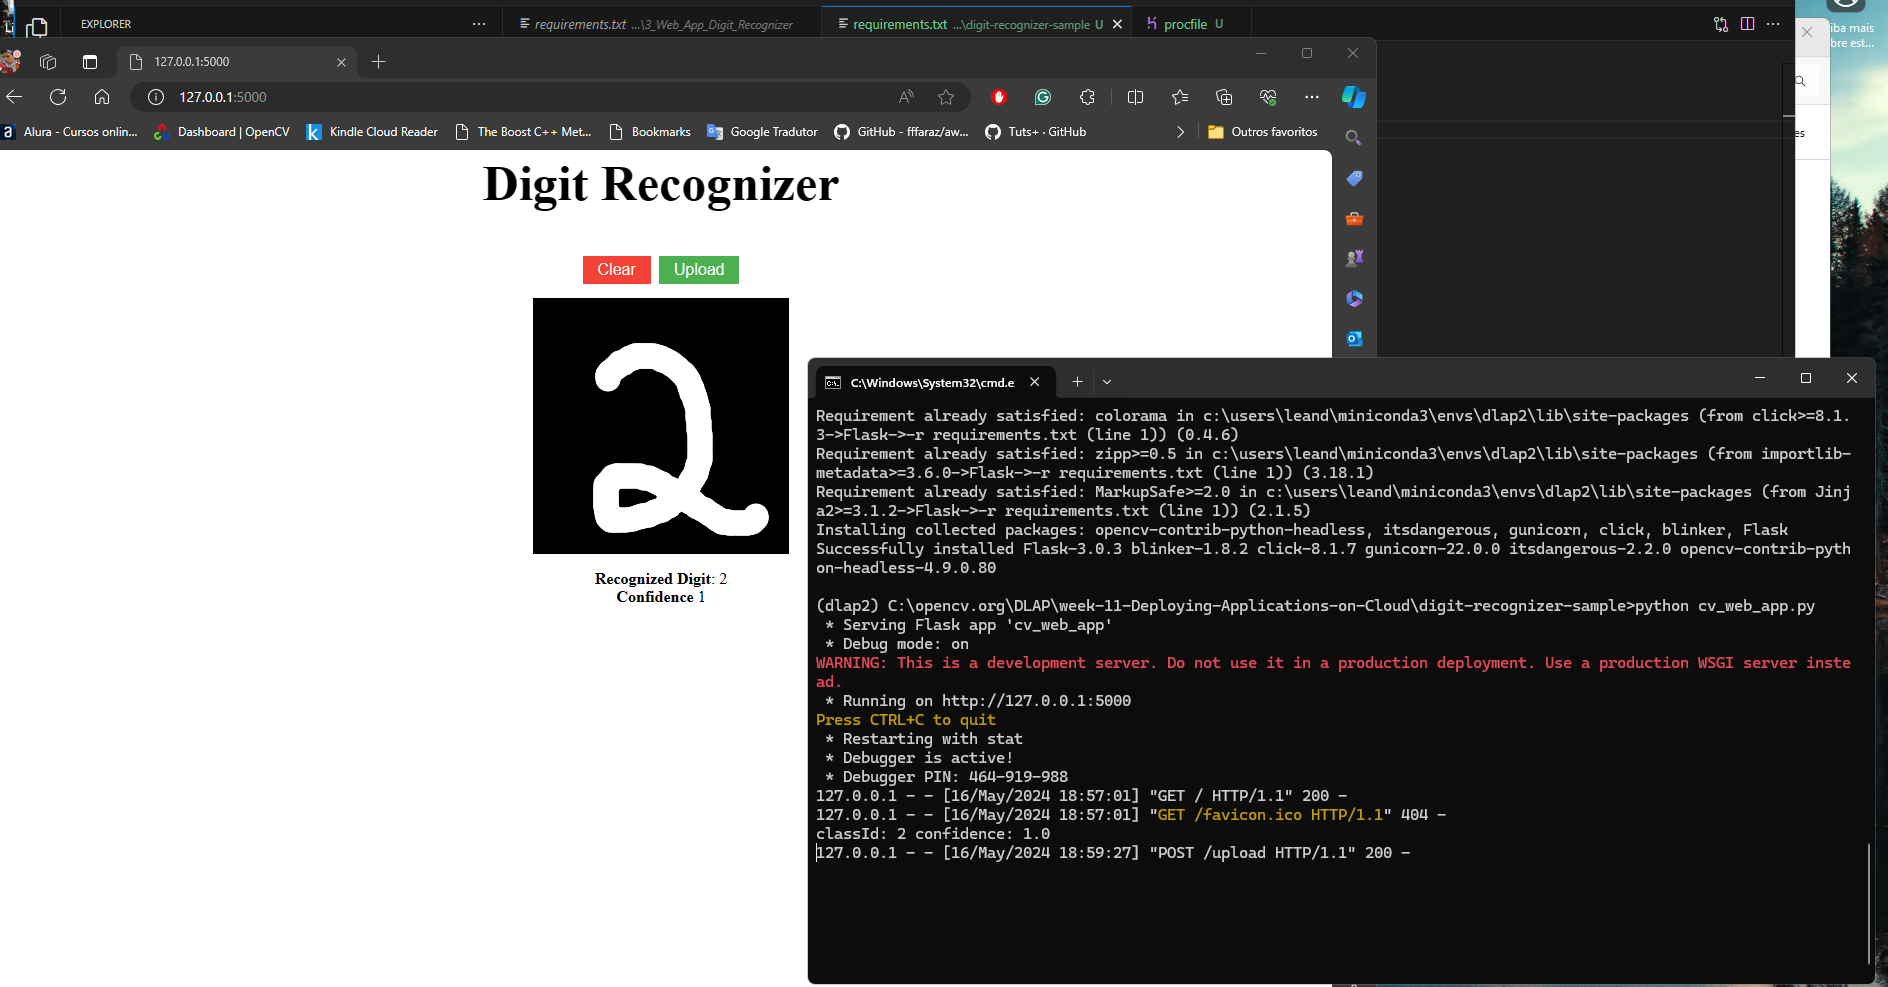 EXPLORER
requirements.txt ...\3_Web_App_Digit_Recognizer
requirements.txt ...\digit-recognizer-sample U
procfile U
127.0.0.1:5000
127.0.0.1:5000
Alura - Cursos onlin...
Dashboard | OpenCV
Kindle Cloud Reader
The Boost C++ Met...
Bookmarks
Google Tradutor
GitHub - fffaraz/aw...
Tuts+ · GitHub
Outros favoritos
iba mais
bre est...
es
Digit Recognizer
Clear
Upload
2
Recognized Digit: 2
Confidence 1
C:\Windows\System32\cmd.e
Requirement already satisfied: colorama in c:\users\leand\miniconda3\envs\dlap2\lib\site-packages (from click>=8.1.
3->Flask->-r requirements.txt (line 1)) (0.4.6)
Requirement already satisfied: zipp>=0.5 in c:\users\leand\miniconda3\envs\dlap2\lib\site-packages (from importlib-
metadata>=3.6.0->Flask->-r requirements.txt (line 1)) (3.18.1)
Requirement already satisfied: MarkupSafe>=2.0 in c:\users\leand\miniconda3\envs\dlap2\lib\site-packages (from Jinj
a2>=3.1.2->Flask->-r requirements.txt (line 1)) (2.1.5)
Installing collected packages: opencv-contrib-python-headless, itsdangerous, gunicorn, click, blinker, Flask
Successfully installed Flask-3.0.3 blinker-1.8.2 click-8.1.7 gunicorn-22.0.0 itsdangerous-2.2.0 opencv-contrib-pyth
on-headless-4.9.0.80
(dlap2) C:\opencv.org\DLAP\week-11-Deploying-Applications-on-Cloud\digit-recognizer-sample>python cv_web_app.py
 * Serving Flask app 'cv_web_app'
 * Debug mode: on
WARNING: This is a development server. Do not use it in a production deployment. Use a production WSGI server inste
ad.
 * Running on http://127.0.0.1:5000
Press CTRL+C to quit
 * Restarting with stat
 * Debugger is active!
 * Debugger PIN: 464-919-988
127.0.0.1 - - [16/May/2024 18:57:01] "GET / HTTP/1.1" 200 -
127.0.0.1 - - [16/May/2024 18:57:01] "GET /favicon.ico HTTP/1.1" 404 -
classId: 2 confidence: 1.0
127.0.0.1 - - [16/May/2024 18:59:27] "POST /upload HTTP/1.1" 200 -